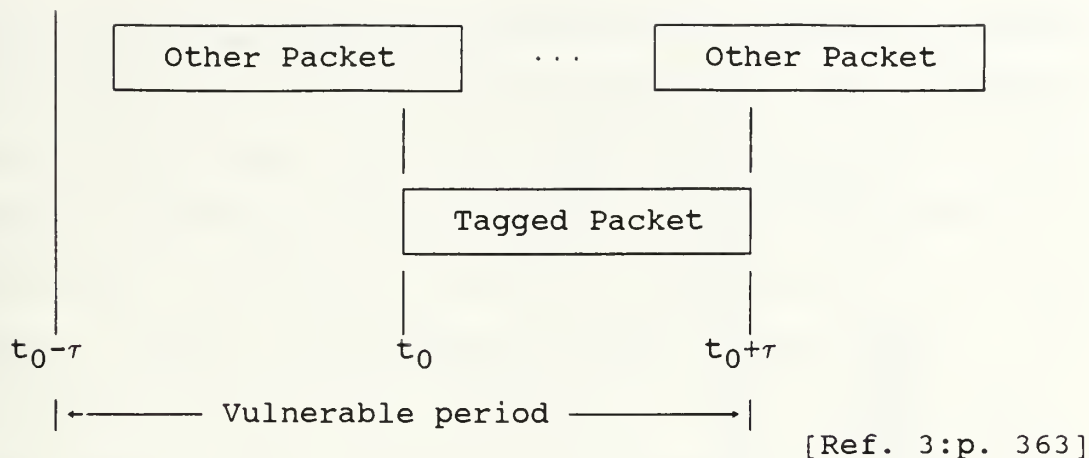 Other Packet ... Other Packet
Tagged Packet
t₀-τ t₀ t₀+τ
Vulnerable period
[Ref. 3:p. 363]